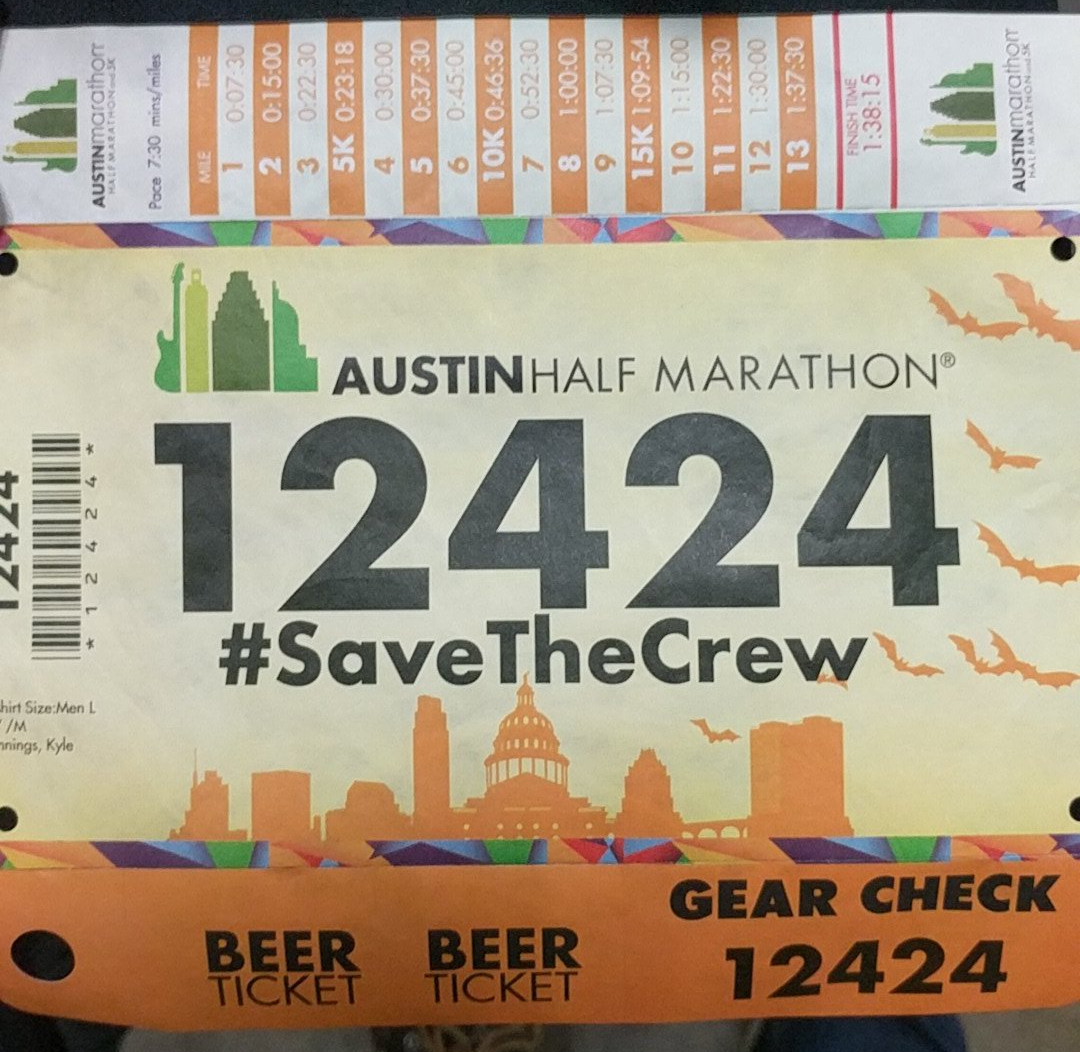 AUSTINmarathon
HALF MARATHON and 5K
Pace 7:30 mins/miles
MILE TIME
1 0:07:30
2 0:15:00
3 0:22:30
5K 0:23:18
4 0:30:00
5 0:37:30
6 0:45:00
10K 0:46:36
7 0:52:30
8 1:00:00
9 1:07:30
15K 1:09:54
10 1:15:00
11 1:22:30
12 1:30:00
13 1:37:30
FINISH TIME
1:38:15
AUSTINmarathon
HALF MARATHON and 5K
AUSTINHALF MARATHON®
12424
#SaveTheCrew
12424
* 1 2 4 2 4 *
hirt Size:Men L
/M
nnings, Kyle
BEER
TICKET
BEER
TICKET
GEAR CHECK
12424